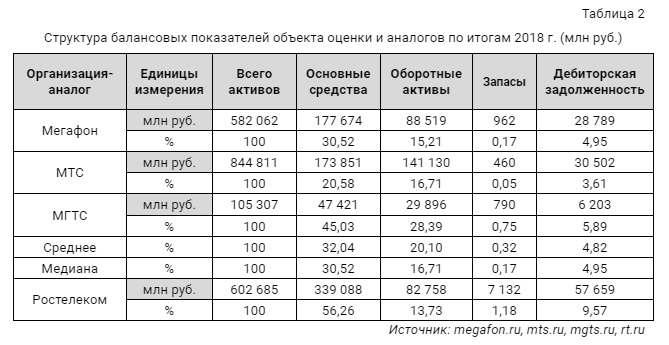 Таблица 2
Структура балансовых показателей объекта оценки и аналогов по итогам 2018 г. (млн руб.)
Организация-аналог Единицы измерения Всего активов Основные средства Оборотные активы Запасы Дебиторская задолженность
Мегафон млн руб. 582 062 177 674 88 519 962 28 789
% 100 30,52 15,21 0,17 4,95
МТС млн руб. 844 811 173 851 141 130 460 30 502
% 100 20,58 16,71 0,05 3,61
МГТС млн руб. 105 307 47 421 29 896 790 6 203
% 100 45,03 28,39 0,75 5,89
Среднее % 100 32,04 20,10 0,32 4,82
Медиана % 100 30,52 16,71 0,17 4,95
Ростелеком млн руб. 602 685 339 088 82 758 7 132 57 659
% 100 56,26 13,73 1,18 9,57
Источник: megafon.ru, mts.ru, mgts.ru, rt.ru